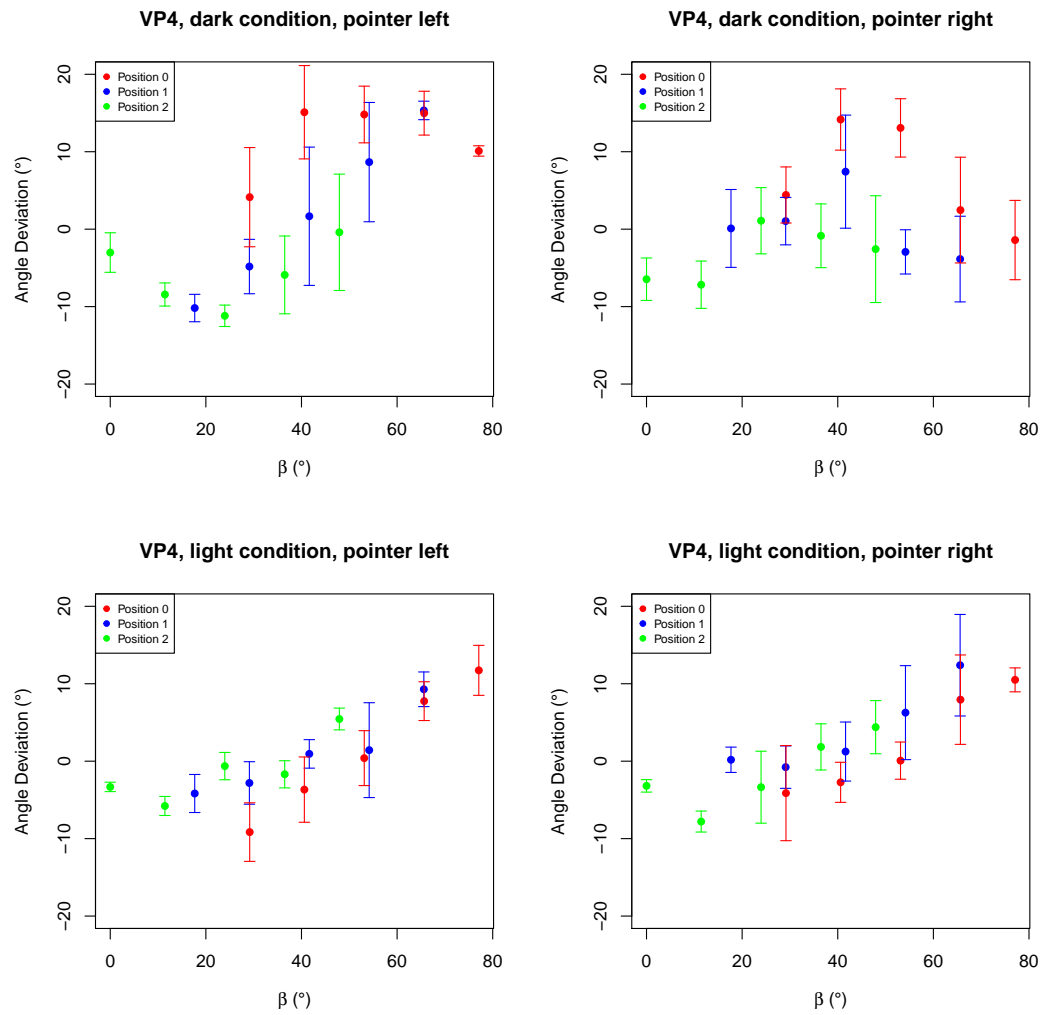 VP4, dark condition, pointer left
Position 0
Position 1
Position 2
Angle Deviation (°)
20
10
0
−10
−20
0 20 40 60 80
β (°)
VP4, dark condition, pointer right
Position 0
Position 1
Position 2
Angle Deviation (°)
20
10
0
−10
−20
0 20 40 60 80
β (°)
VP4, light condition, pointer left
Position 0
Position 1
Position 2
Angle Deviation (°)
20
10
0
−10
−20
0 20 40 60 80
β (°)
VP4, light condition, pointer right
Position 0
Position 1
Position 2
Angle Deviation (°)
20
10
0
−10
−20
0 20 40 60 80
β (°)